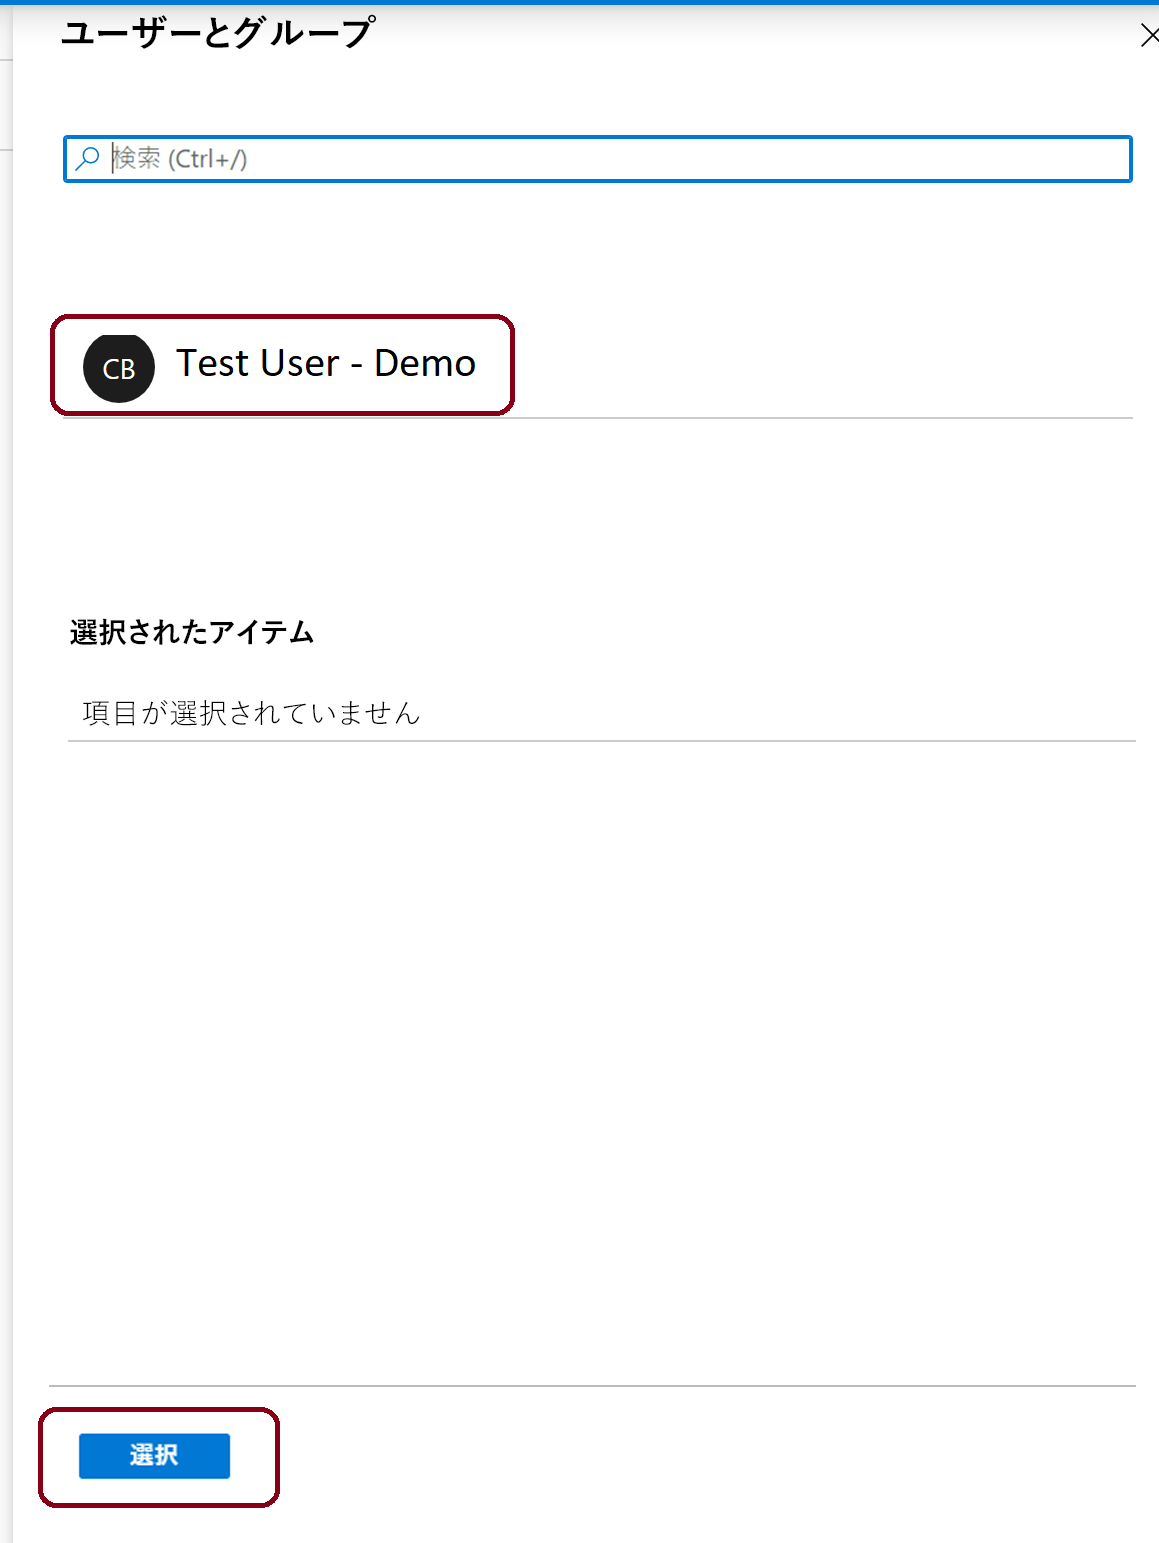 ユーザーとグループ
検索 (Ctrl+/)
CB Test User - Demo
選択されたアイテム
項目が選択されていません
選択